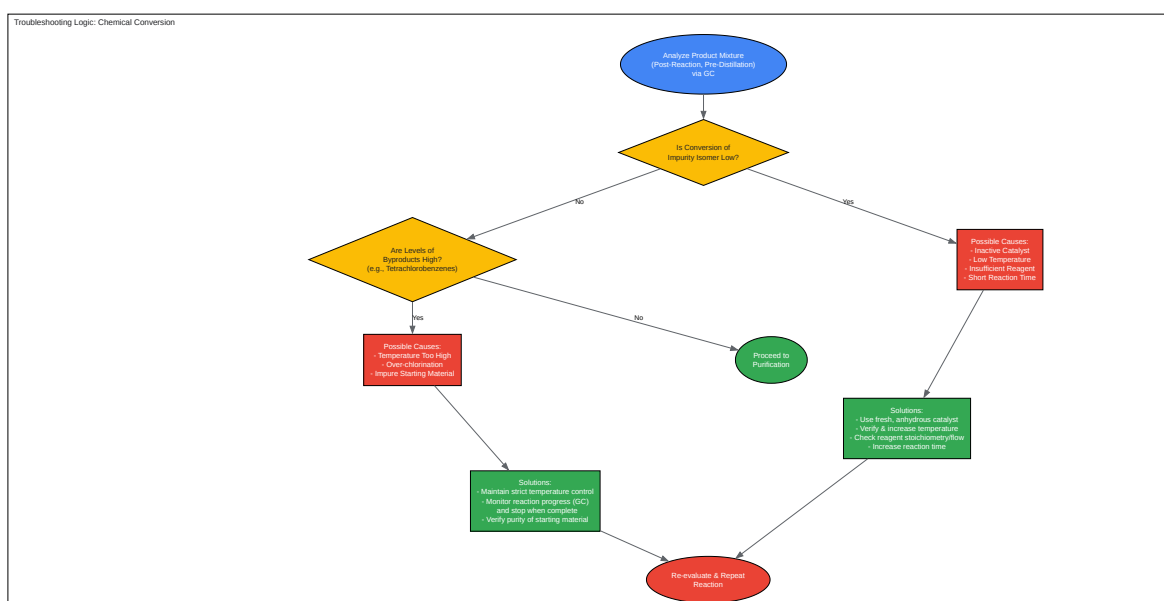 Troubleshooting Logic: Chemical Conversion
Analyze Product Mixture
(Post-Reaction, Pre-Distillation)
via GC
Is Conversion of
Impurity Isomer Low?
No
Yes
Are Levels of
Byproducts High?
(e.g., Tetrachlorobenzenes)
Possible Causes:
- Inactive Catalyst
- Low Temperature
- Insufficient Reagent
- Short Reaction Time
Yes
No
Possible Causes:
- Temperature Too High
- Over-chlorination
- Impure Starting Material
Proceed to
Purification
Solutions:
- Use fresh, anhydrous catalyst
- Verify & increase temperature
- Check reagent stoichiometry/flow
- Increase reaction time
Solutions:
- Maintain strict temperature control
- Monitor reaction progress (GC)
and stop when complete
- Verify purity of starting material
Re-evaluate & Repeat
Reaction